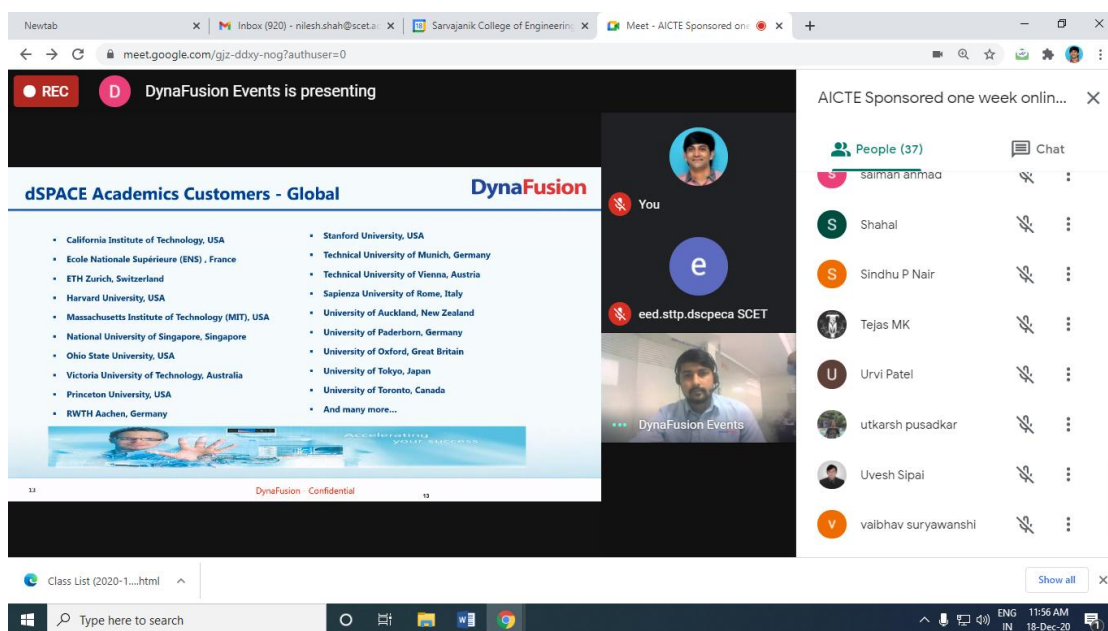 Newtab
Inbox (920) - nilesh.shah@scet.a
Sarvajanik College of Engineering
Meet - AICTE Sponsored one
meet.google.com/gjz-ddxy-nog?authuser=0
REC
D
DynaFusion Events is presenting
dSPACE Academics Customers - Global
DynaFusion
California Institute of Technology, USA
Ecole Nationale Supérieure (ENS) , France
ETH Zurich, Switzerland
Harvard University, USA
Massachusetts Institute of Technology (MIT), USA
National University of Singapore, Singapore
Ohio State University, USA
Victoria University of Technology, Australia
Princeton University, USA
RWTH Aachen, Germany
Stanford University, USA
Technical University of Munich, Germany
Technical University of Vienna, Austria
Sapienza University of Rome, Italy
University of Auckland, New Zealand
University of Paderborn, Germany
University of Oxford, Great Britain
University of Tokyo, Japan
University of Toronto, Canada
And many more...
Accelerating
your success
13
DynaFusion - Confidential
13
You
e
eed.sttp.dscpeca SCET
DynaFusion Events
AICTE Sponsored one week onlin...
People (37)
Chat
S
salman ahmad
S
Shahal
S
Sindhu P Nair
Tejas MK
U
Urvi Patel
utkarsh pusadkar
Uvesh Sipai
v
vaibhav suryawanshi
Class List (2020-1....html
Show all
Type here to search
ENG
IN
11:56 AM
18-Dec-20